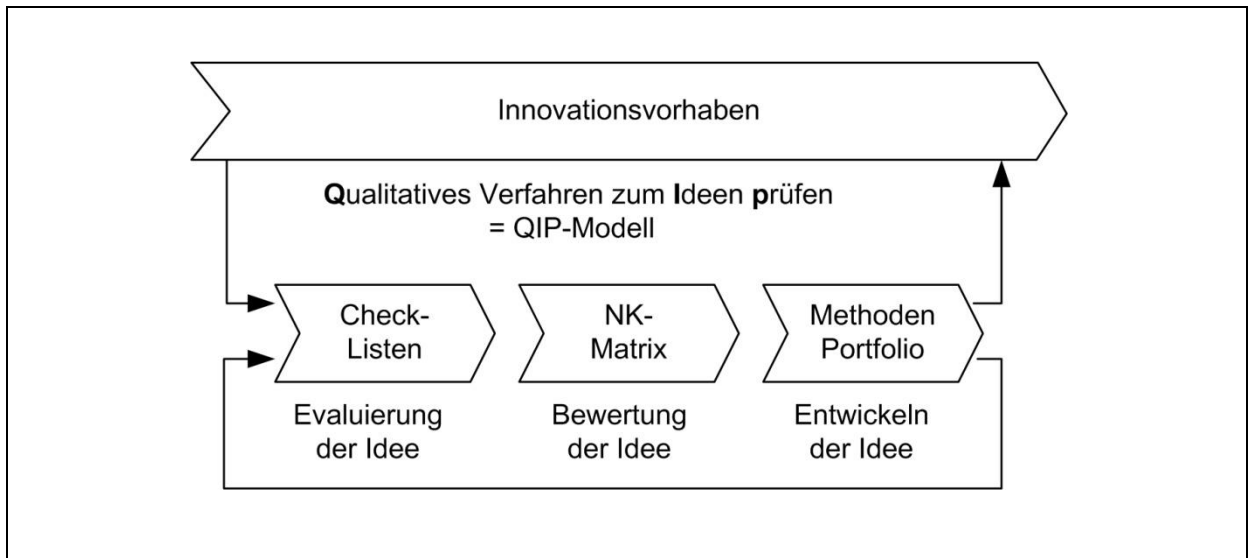 Innovationsvorhaben
Qualitatives Verfahren zum Ideen prüfen
= QIP-Modell
Check-
Listen
NK-
Matrix
Methoden
Portfolio
Evaluierung
der Idee
Bewertung
der Idee
Entwickeln
der Idee